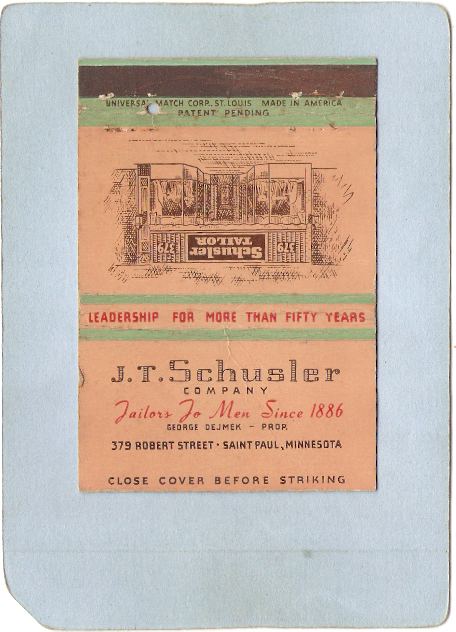 UNIVERSAL MATCH CORP. ST. LOUIS MADE IN AMERICA
PATENT PENDING
379 Schusler 379
TAILOR
LEADERSHIP FOR MORE THAN FIFTY YEARS
J.T. Schusler
COMPANY
Tailors To Men Since 1886
GEORGE DEJMEK - PROP.
379 ROBERT STREET · SAINT PAUL, MINNESOTA
CLOSE COVER BEFORE STRIKING